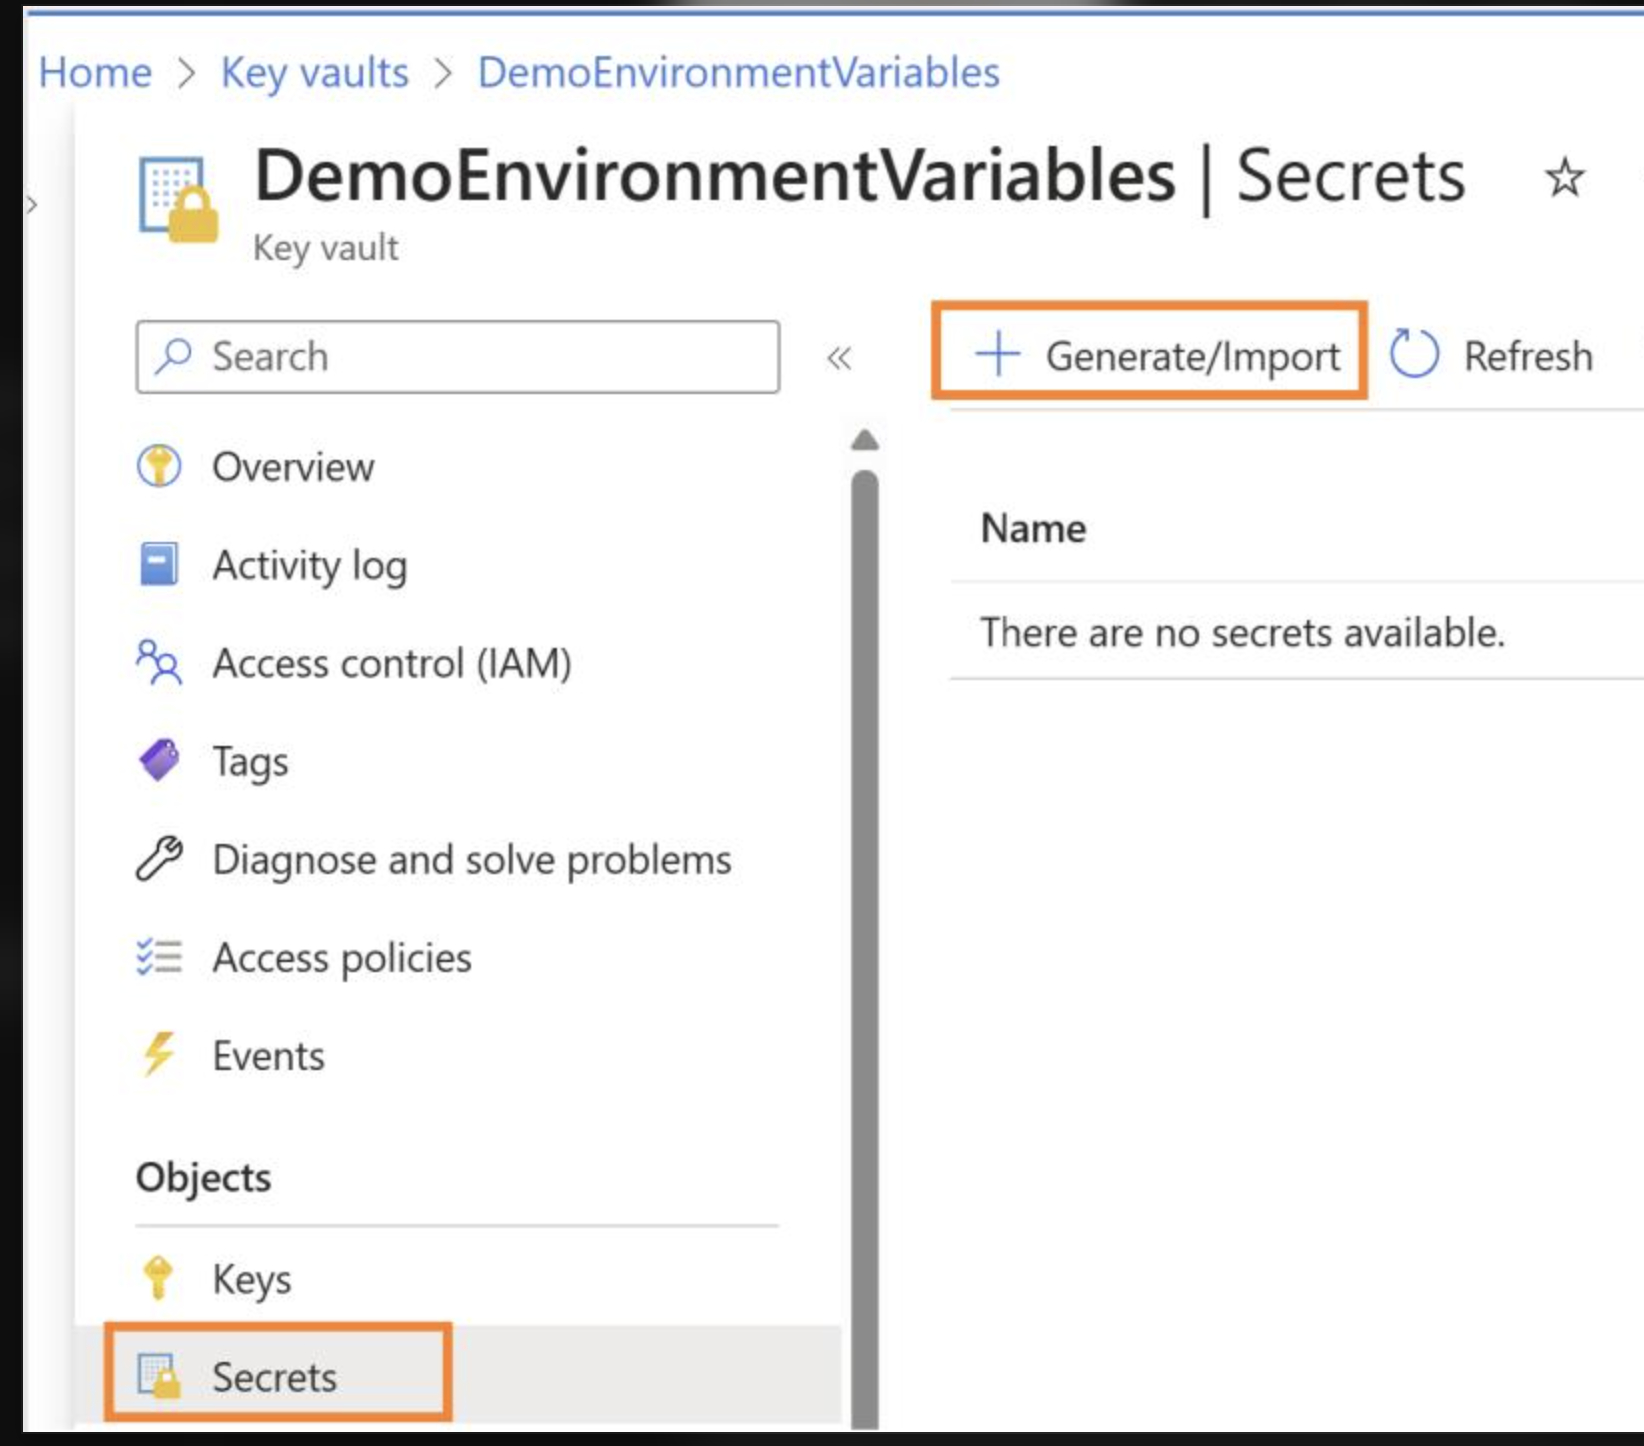 Home > Key vaults > DemoEnvironmentVariables
DemoEnvironmentVariables | Secrets
Key vault
Search
Generate/Import
Refresh
Overview
Activity log
Access control (IAM)
Tags
Diagnose and solve problems
Access policies
Events
Objects
Keys
Secrets
Name
There are no secrets available.